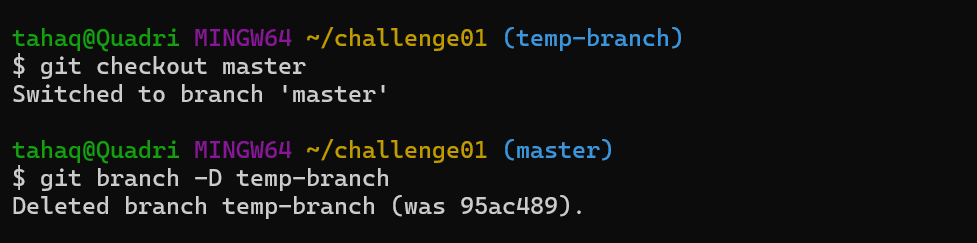 tahaq@Quadri MINGW64 ~/challenge01 (temp-branch)
$ git checkout master
Switched to branch 'master'
tahaq@Quadri MINGW64 ~/challenge01 (master)
$ git branch -D temp-branch
Deleted branch temp-branch (was 95ac489).